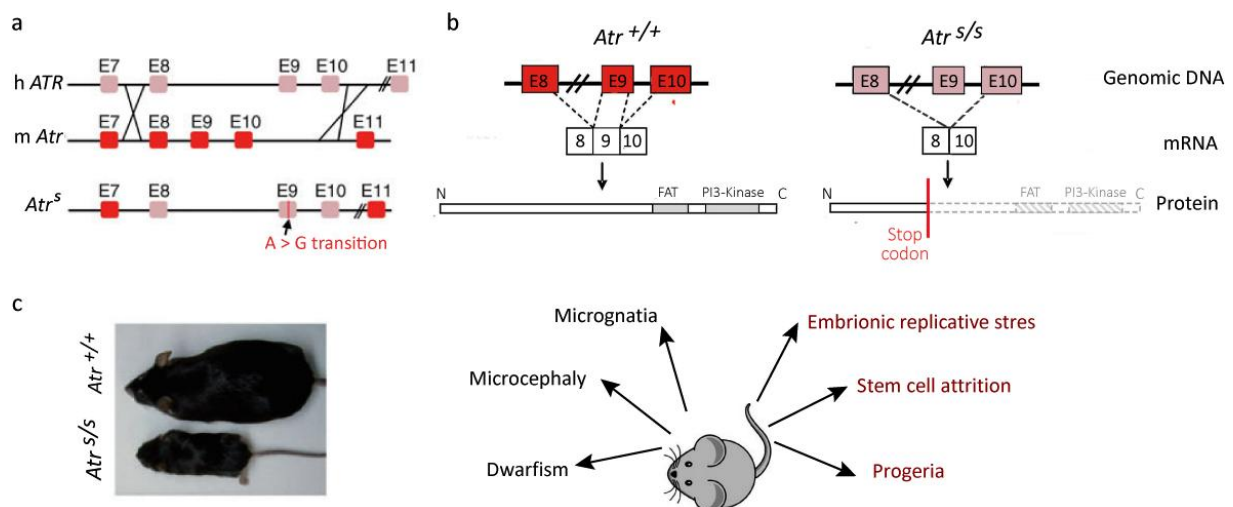 a
E7 E8 E9 E10 E11
h ATR
E7 E8 E9 E10 E11
m Atr
E7 E8 E9 E10 E11
Atr^s
A > G transition
b
Atr +/+
Atr s/s
E8 E9 E10
E8 E9 E10
Genomic DNA
8 9 10
8 10
mRNA
N FAT PI3-Kinase C
N FAT PI3-Kinase C
Protein
Stop
codon
c
Atr +/+
Atr s/s
Micrognatia
Microcephaly
Dwarfism
Embrionic replicative stres
Stem cell attrition
Progeria